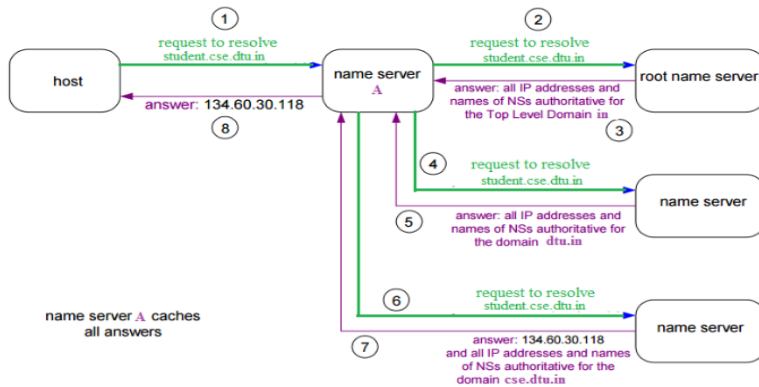 1
request to resolve
student.cse.dtu.in
2
request to resolve
student.cse.dtu.in
host
name server
A
root name server
answer: 134.60.30.118
8
answer: all IP addresses and
names of NSs authoritative for
the Top Level Domain in
3
4
request to resolve
student.cse.dtu.in
name server
5
answer: all IP addresses and
names of NSs authoritative for
the domain dtu.in
6
request to resolve
student.cse.dtu.in
name server A caches
all answers
7
answer: 134.60.30.118
and all IP addresses and names
of NSs authoritative for the
domain cse.dtu.in
name server